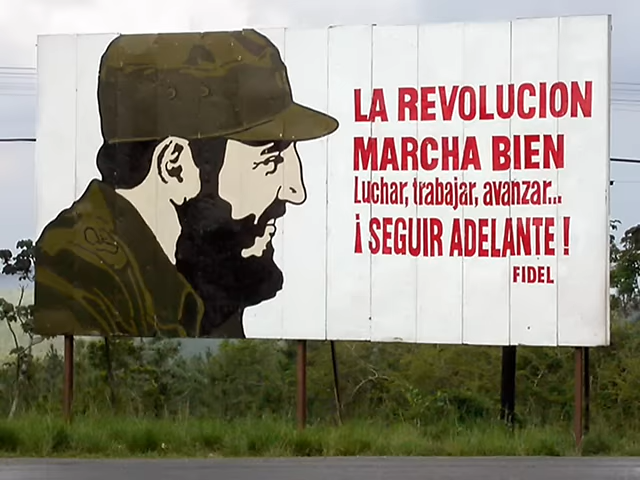 LA REVOLUCION
MARCHA BIEN
Luchar, trabajar, avanzar...
¡ SEGUIR ADELANTE !
FIDEL